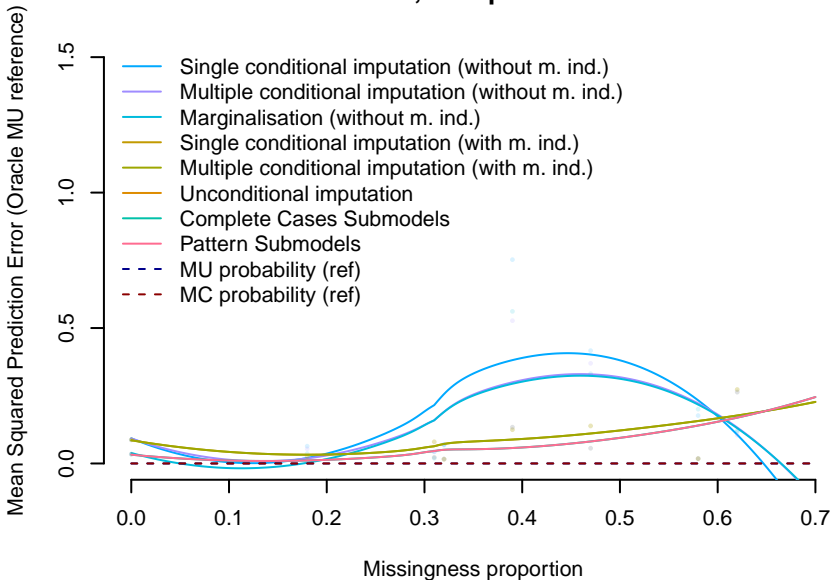 Mean Squared Prediction Error (Oracle MU reference)
1.5
1.0
0.5
0.0
Single conditional imputation (without m. ind.)
Multiple conditional imputation (without m. ind.)
Marginalisation (without m. ind.)
Single conditional imputation (with m. ind.)
Multiple conditional imputation (with m. ind.)
Unconditional imputation
Complete Cases Submodels
Pattern Submodels
MU probability (ref)
MC probability (ref)
0.0 0.1 0.2 0.3 0.4 0.5 0.6 0.7
Missingness proportion